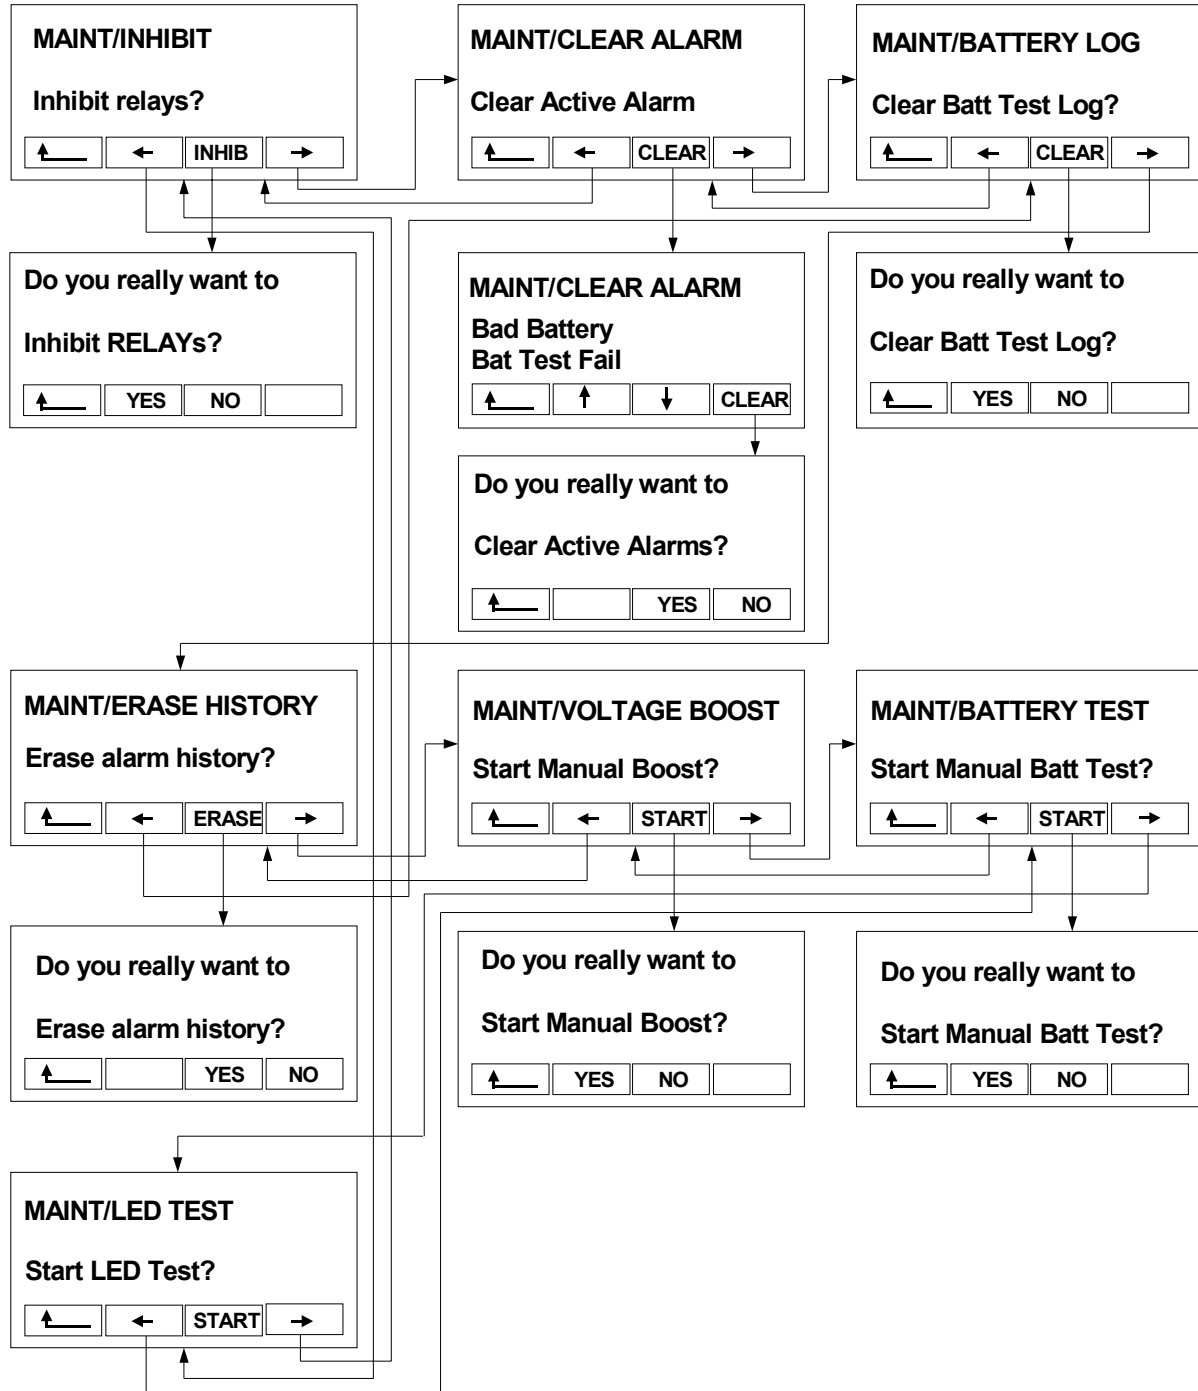 MAINT/INHIBIT
Inhibit relays?
INHIB
MAINT/CLEAR ALARM
Clear Active Alarm
CLEAR
MAINT/BATTERY LOG
Clear Batt Test Log?
CLEAR
Do you really want to
Inhibit RELAYs?
YES NO
MAINT/CLEAR ALARM
Bad Battery
Bat Test Fail
CLEAR
Do you really want to
Clear Batt Test Log?
YES NO
Do you really want to
Clear Active Alarms?
YES NO
MAINT/ERASE HISTORY
Erase alarm history?
ERASE
MAINT/VOLTAGE BOOST
Start Manual Boost?
START
MAINT/BATTERY TEST
Start Manual Batt Test?
START
Do you really want to
Erase alarm history?
YES NO
Do you really want to
Start Manual Boost?
YES NO
Do you really want to
Start Manual Batt Test?
YES NO
MAINT/LED TEST
Start LED Test?
START